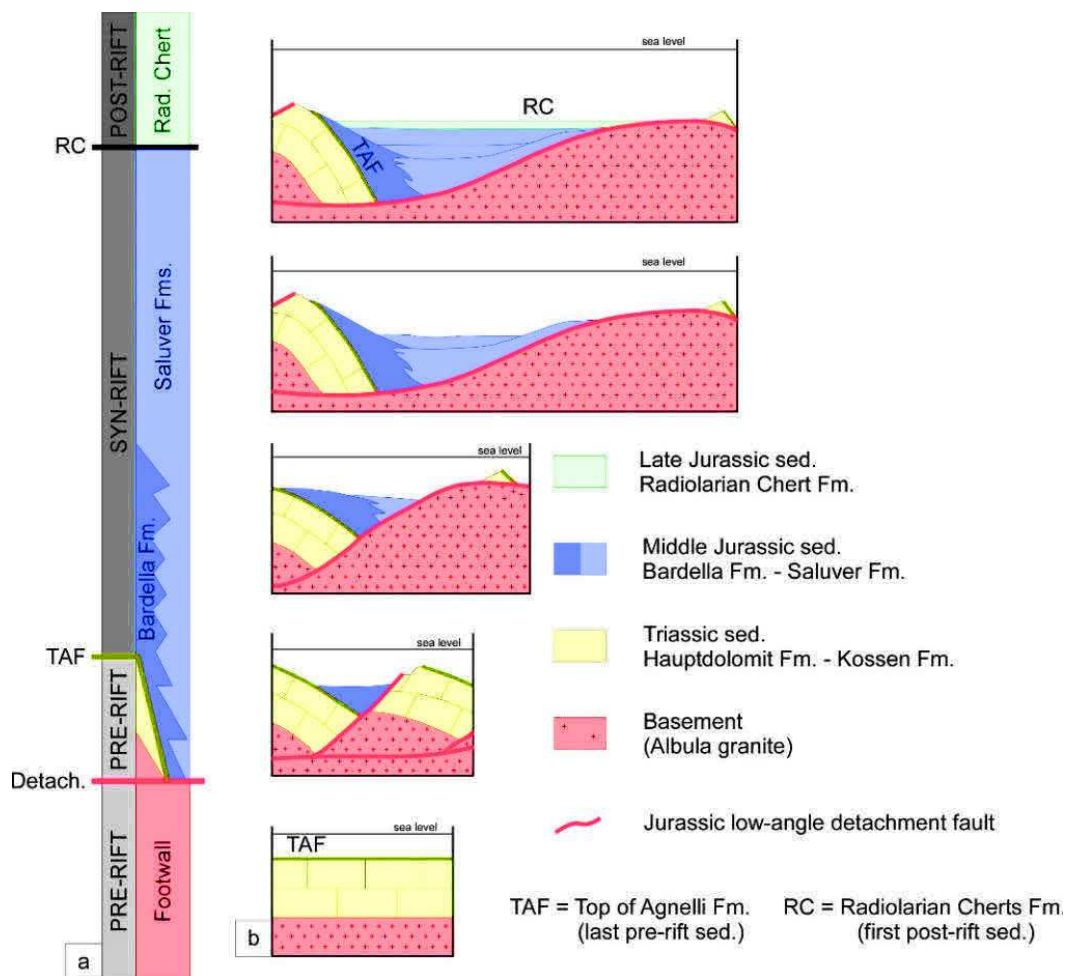 POST-RIFT
Rad. Chert
RC
SYN-RIFT
Saluver Fms.
Bardella Fm.
TAF
PRE-RIFT
Detach.
PRE-RIFT
Footwall
a
sea level
RC
TAF
sea level
sea level
sea level
sea level
TAF
b
Late Jurassic sed.
Radiolarian Chert Fm.
Middle Jurassic sed.
Bardella Fm. - Saluver Fm.
Triassic sed.
Hauptdolomit Fm. - Kossen Fm.
Basement
(Albula granite)
Jurassic low-angle detachment fault
TAF = Top of Agnelli Fm.
(last pre-rift sed.)
RC = Radiolarian Cherts Fm.
(first post-rift sed.)